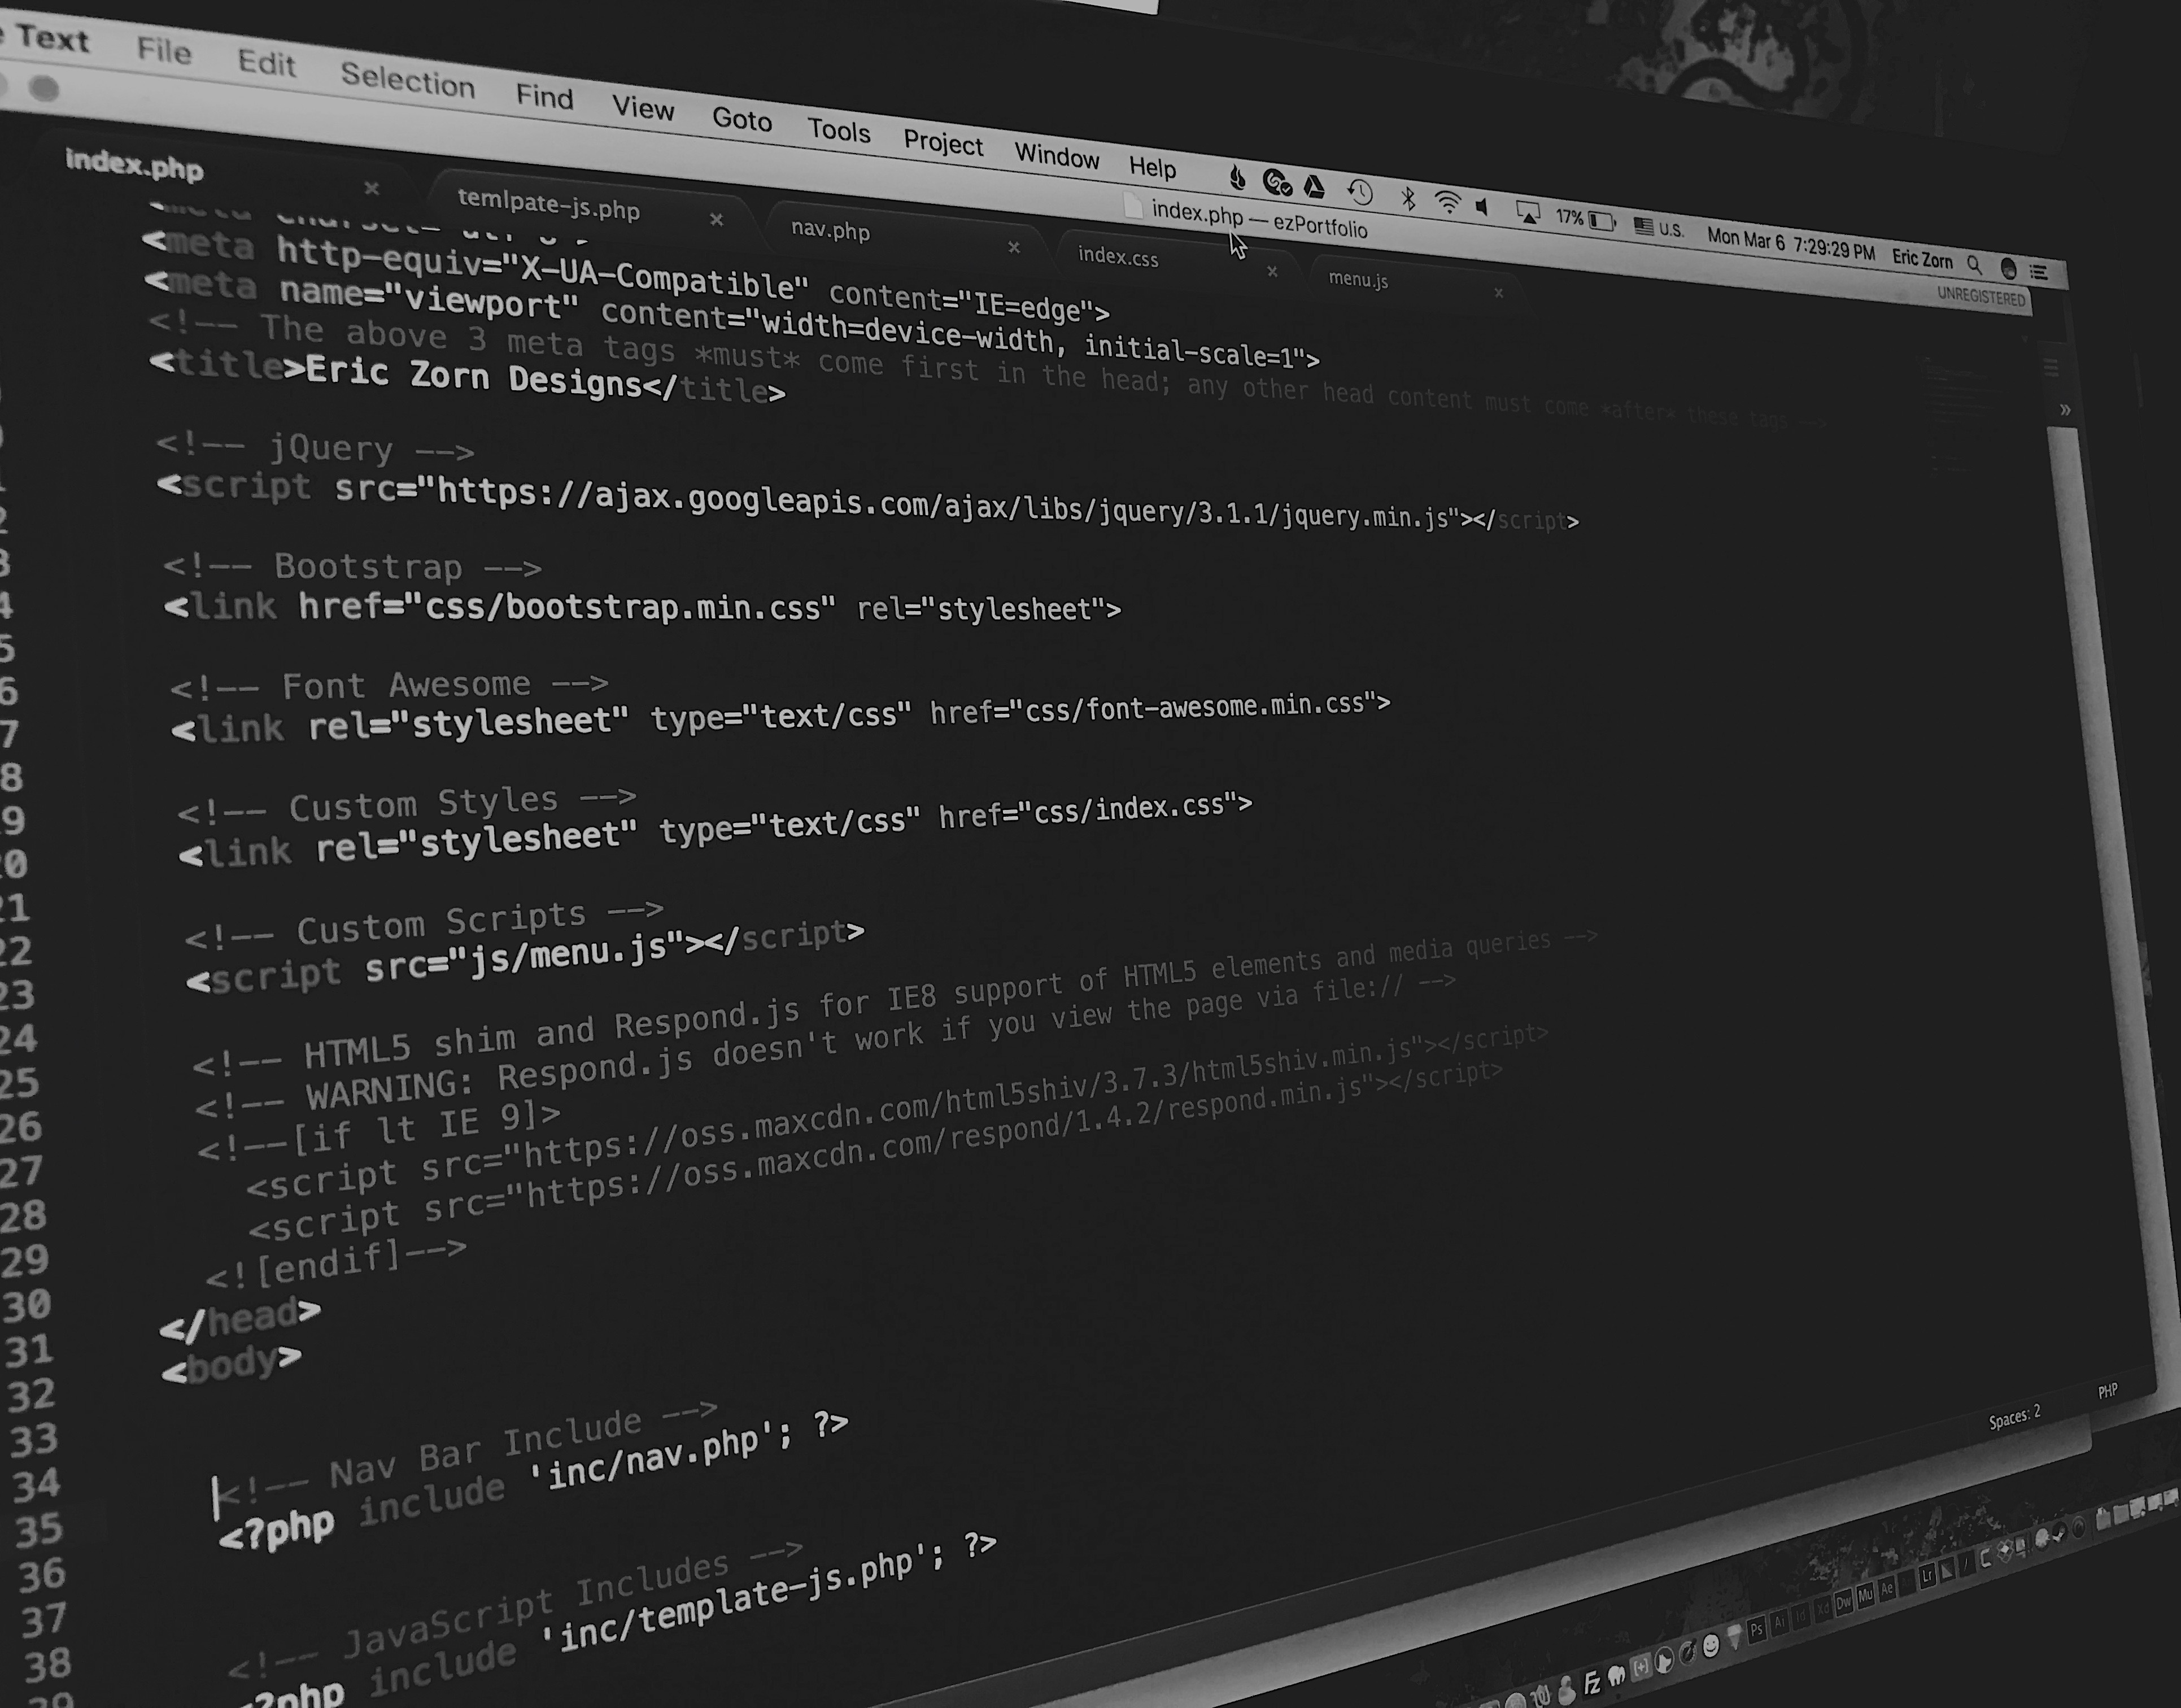 Text File Edit Selection Find View Goto Tools Project Window Help 17% U.S. Mon Mar 6 7:29:29 PM Eric Zorn
index.php — ezPortfolio
UNREGISTERED
index.php × temlpate-js.php × nav.php × index.css × menu.js ×
<meta http-equiv="X-UA-Compatible" content="IE=edge">
<meta name="viewport" content="width=device-width, initial-scale=1">
<!-- The above 3 meta tags *must* come first in the head; any other head content must come *after* these tags -->
<title>Eric Zorn Designs</title>
<!-- jQuery -->
<script src="https://ajax.googleapis.com/ajax/libs/jquery/3.1.1/jquery.min.js"></script>
<!-- Bootstrap -->
<link href="css/bootstrap.min.css" rel="stylesheet">
<!-- Font Awesome -->
<link rel="stylesheet" type="text/css" href="css/font-awesome.min.css">
<!-- Custom Styles -->
<link rel="stylesheet" type="text/css" href="css/index.css">
21 <!-- Custom Scripts -->
22 <script src="js/menu.js"></script>
23
24 <!-- HTML5 shim and Respond.js for IE8 support of HTML5 elements and media queries -->
25 <!-- WARNING: Respond.js doesn't work if you view the page via file:// -->
26 <!--[if lt IE 9]>
27 <script src="https://oss.maxcdn.com/html5shiv/3.7.3/html5shiv.min.js"></script>
28 <script src="https://oss.maxcdn.com/respond/1.4.2/respond.min.js"></script>
29 <![endif]-->
30 </head>
31 <body>
32
33
34 <!-- Nav Bar Include -->
35 <?php include 'inc/nav.php'; ?>
36
37
38 <!-- JavaScript Includes -->
39 <?php include 'inc/template-js.php'; ?>
Spaces: 2 PHP
Fz Ps Ai Id Xd Dw Mu Ae Lr